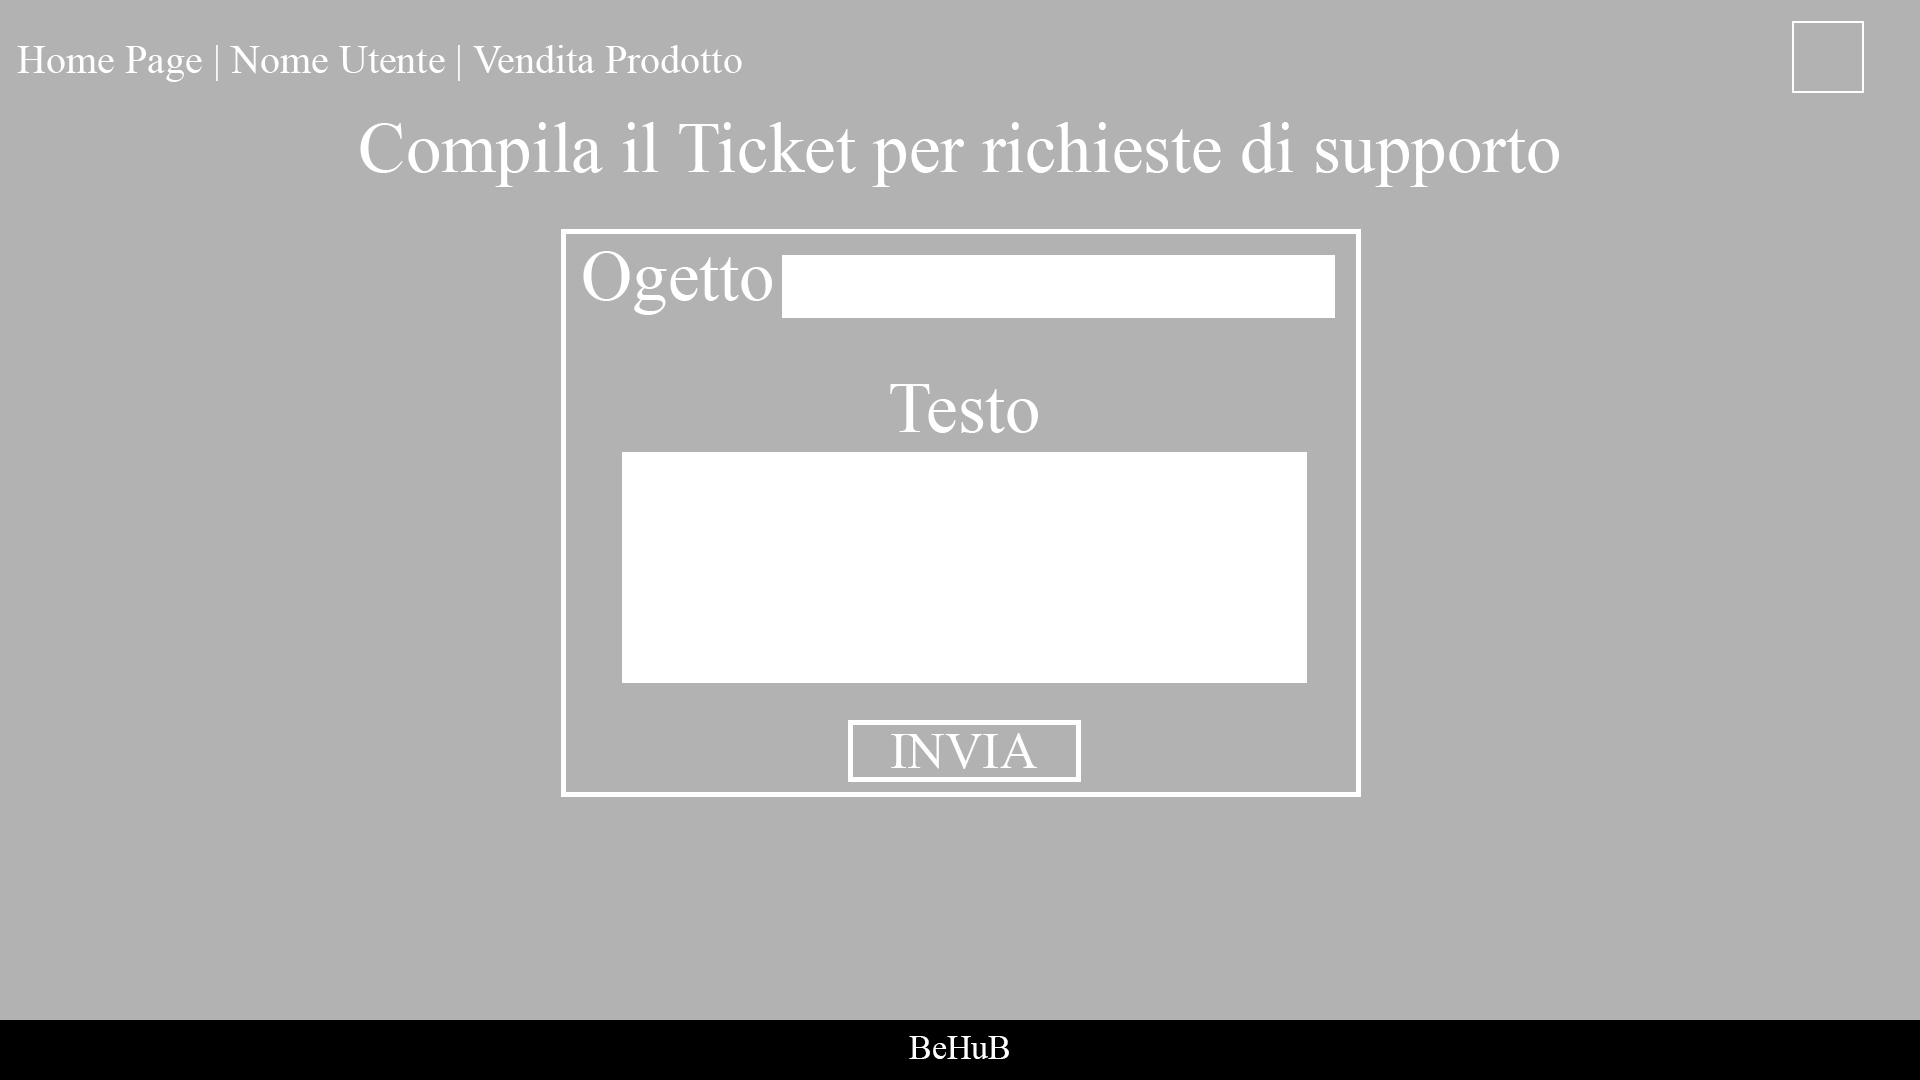 Home Page | Nome Utente | Vendita Prodotto
Compila il Ticket per richieste di supporto
Ogetto
Testo
INVIA
BeHuB